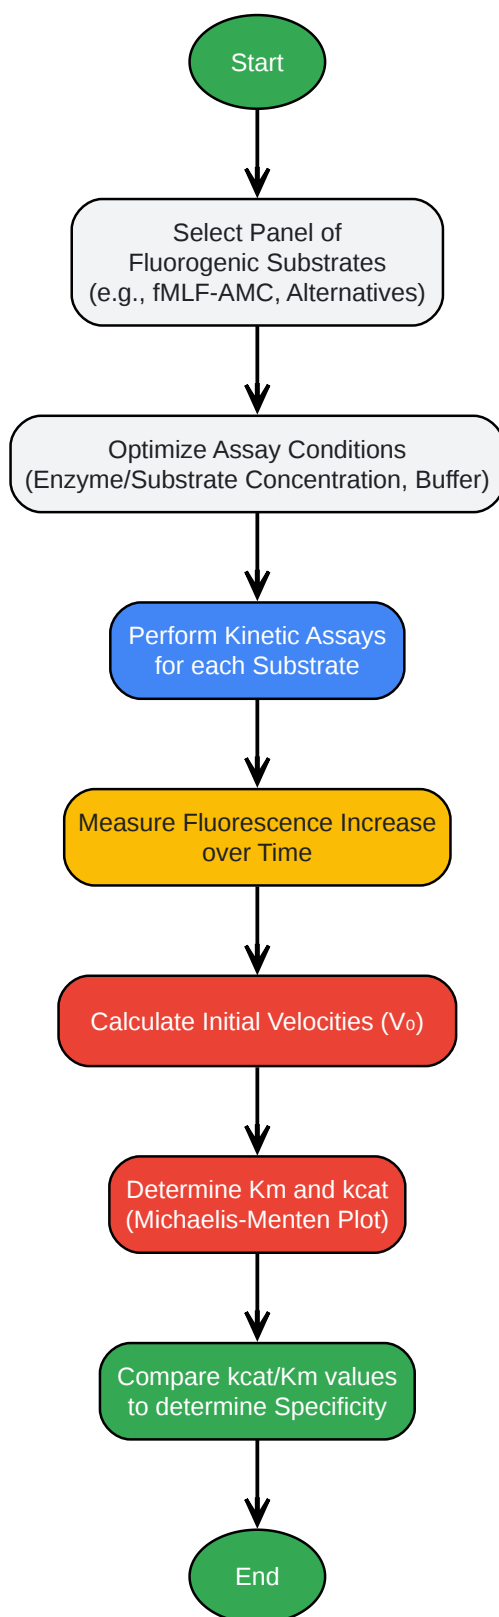 Start
Select Panel of
Fluorogenic Substrates
(e.g., fMLF-AMC, Alternatives)
Optimize Assay Conditions
(Enzyme/Substrate Concentration, Buffer)
Perform Kinetic Assays
for each Substrate
Measure Fluorescence Increase
over Time
Calculate Initial Velocities (V₀)
Determine Km and kcat
(Michaelis-Menten Plot)
Compare kcat/Km values
to determine Specificity
End